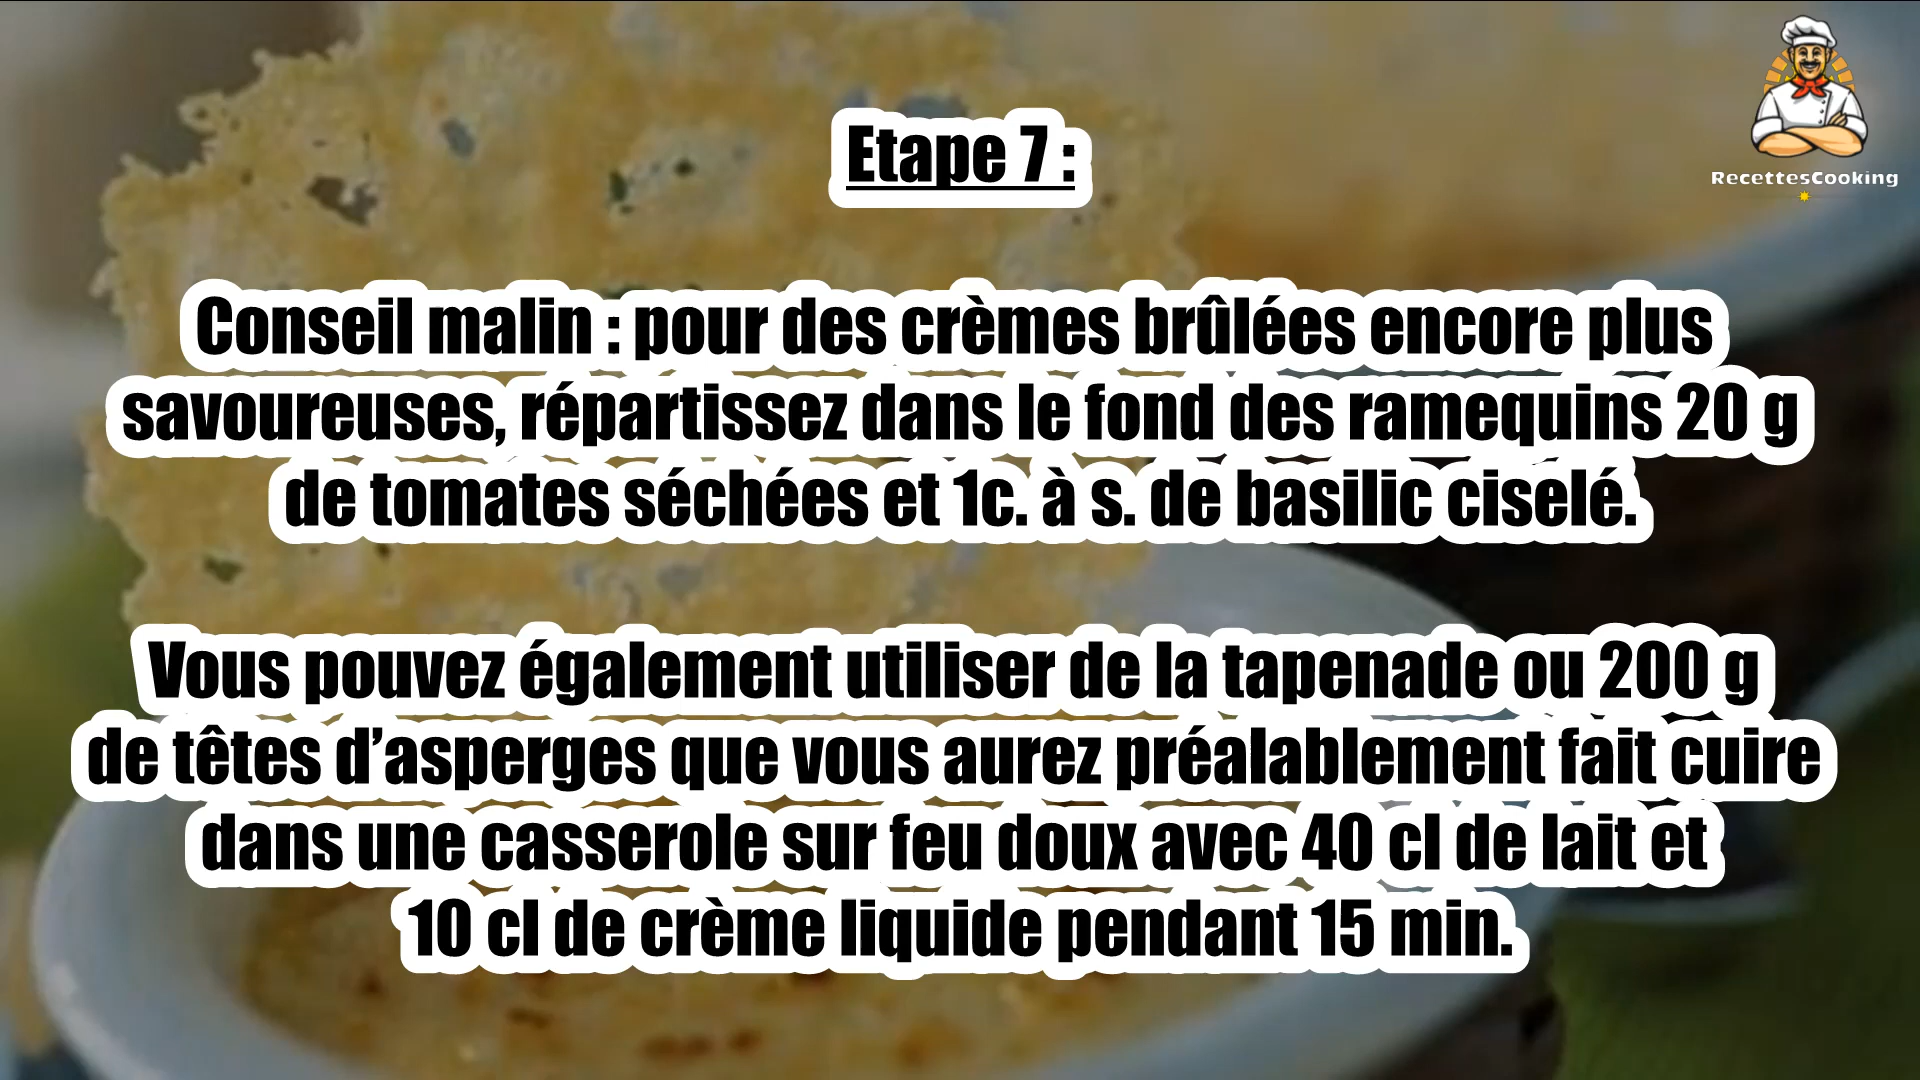 RecettesCooking
Etape 7 :
Conseil malin : pour des crèmes brûlées encore plus
savoureuses, répartissez dans le fond des ramequins 20 g
de tomates séchées et 1c. à s. de basilic ciselé.
Vous pouvez également utiliser de la tapenade ou 200 g
de têtes d’asperges que vous aurez préalablement fait cuire
dans une casserole sur feu doux avec 40 cl de lait et
10 cl de crème liquide pendant 15 min.